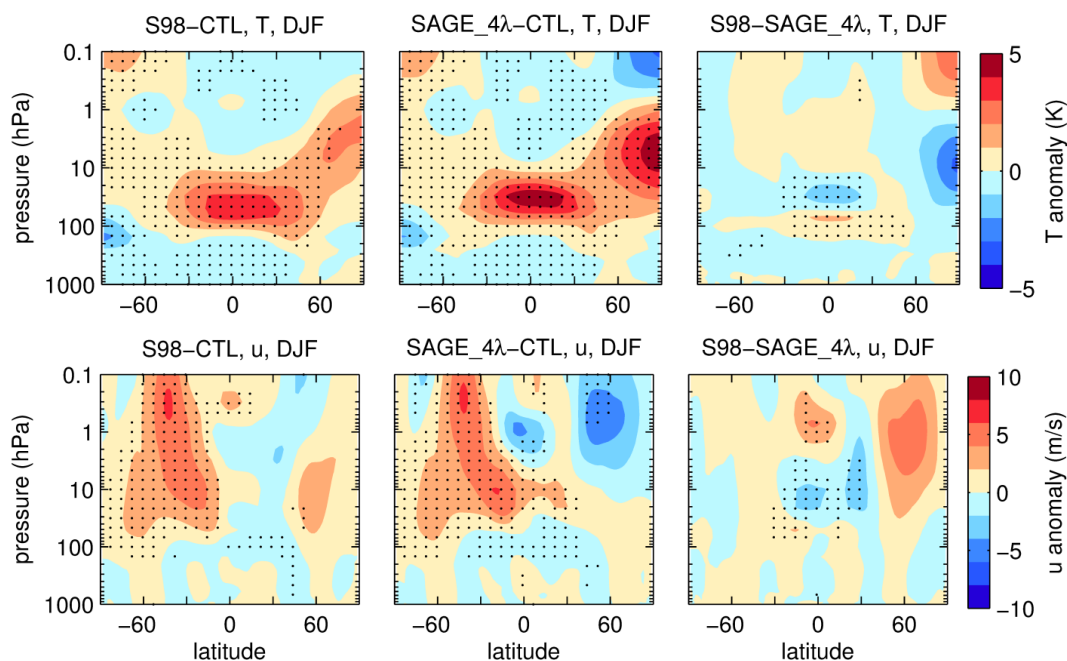 S98−CTL, T, DJF
SAGE_4λ−CTL, T, DJF
S98−SAGE_4λ, T, DJF
pressure (hPa)
0.1
1
10
100
1000
−60 0 60
−60 0 60
−60 0 60
5
0
−5
T anomaly (K)
S98−CTL, u, DJF
SAGE_4λ−CTL, u, DJF
S98−SAGE_4λ, u, DJF
pressure (hPa)
0.1
1
10
100
1000
−60 0 60
−60 0 60
−60 0 60
latitude
latitude
latitude
10
5
0
−5
−10
u anomaly (m/s)